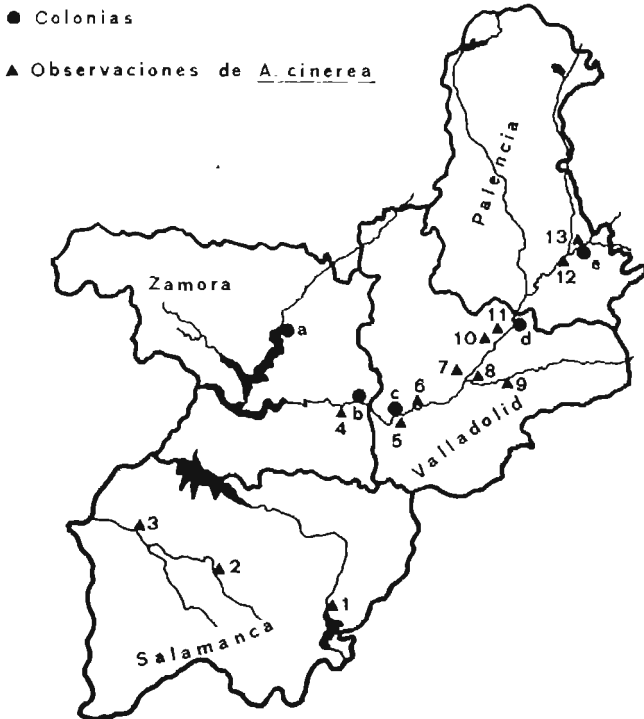 ● Colonias
▲ Observaciones de A. cinerea
Palencia
Zamora
Valladolid
Salamanca
13
e
12
a
11
d
10
7
8
9
6
c
b
4
5
3
2
1